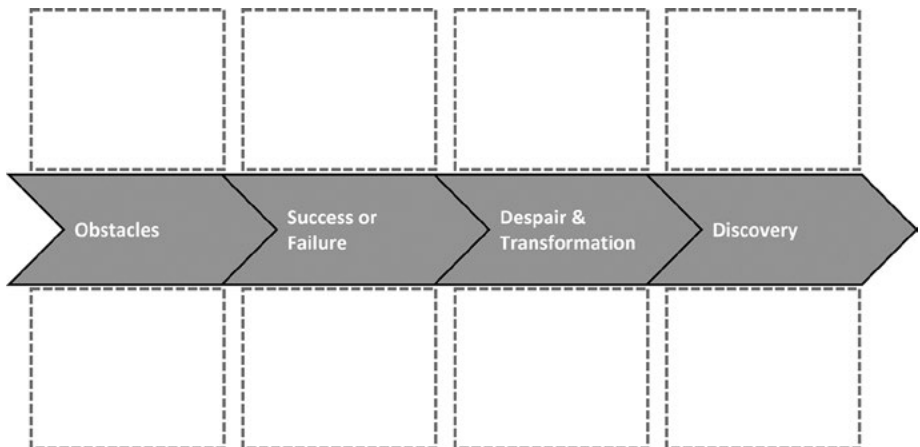 Obstacles
Success or
Failure
Despair &
Transformation
Discovery